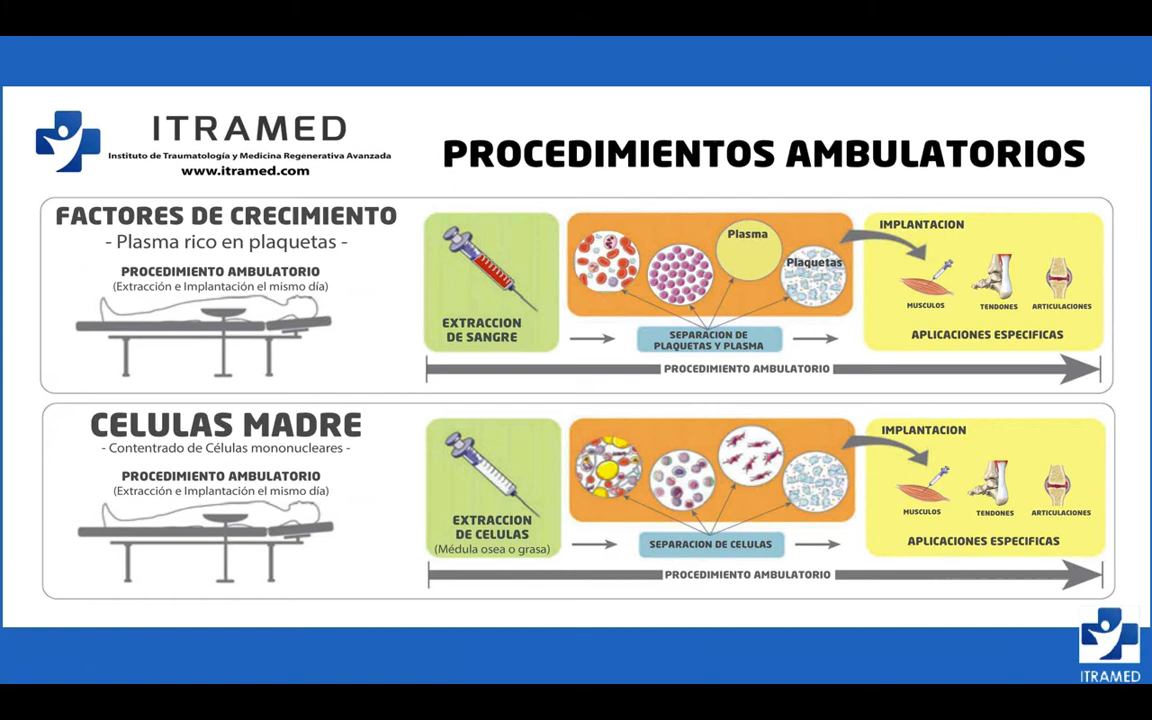 ITRAMED
Instituto de Traumatología y Medicina Regenerativa Avanzada
www.itramed.com
PROCEDIMIENTOS AMBULATORIOS
FACTORES DE CRECIMIENTO
- Plasma rico en plaquetas -
PROCEDIMIENTO AMBULATORIO
(Extracción e Implantación el mismo día)
EXTRACCION
DE SANGRE
Plasma
Plaquetas
SEPARACION DE
PLAQUETAS Y PLASMA
IMPLANTACION
MUSCULOS
TENDONES
ARTICULACIONES
APLICACIONES ESPECIFICAS
PROCEDIMIENTO AMBULATORIO
CELULAS MADRE
- Contentrado de Células mononucleares -
PROCEDIMIENTO AMBULATORIO
(Extracción e Implantación el mismo día)
EXTRACCION
DE CELULAS
(Médula osea o grasa)
SEPARACION DE CELULAS
IMPLANTACION
MUSCULOS
TENDONES
ARTICULACIONES
APLICACIONES ESPECIFICAS
PROCEDIMIENTO AMBULATORIO
ITRAMED